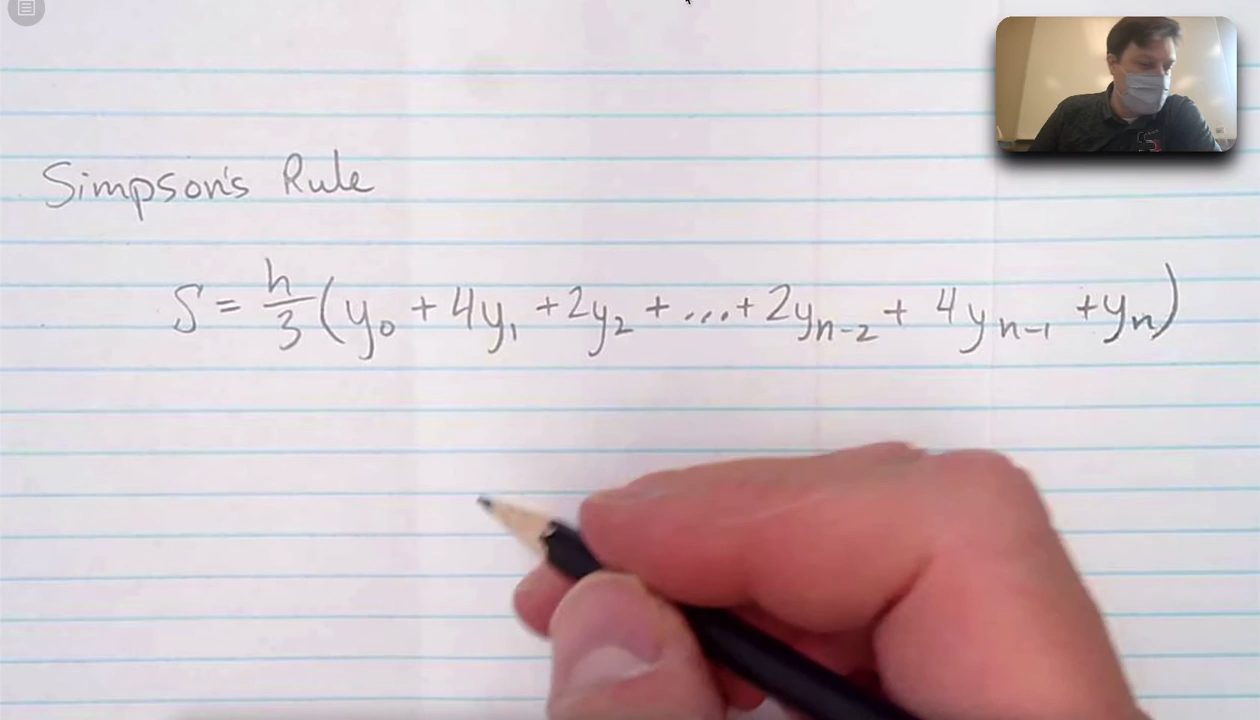 Simpson's Rule
S = h/3 (y₀ + 4y₁ + 2y₂ + ... + 2yₙ₋₂ + 4yₙ₋₁ + yₙ)